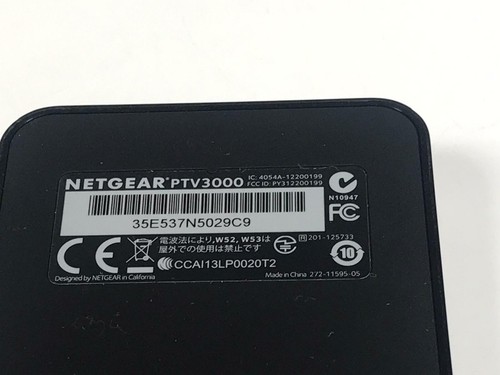 NETGEAR® PTV3000
IC: 4054A-12200199
FCC ID: PY312200199
N10947
35E537N5029C9
FC
CE
電波法により,W52, W53は
屋外での使用は禁止です
201-125733
10
CCAI13LP0020T2
Designed by NETGEAR in California
Made in China 272-11595-05